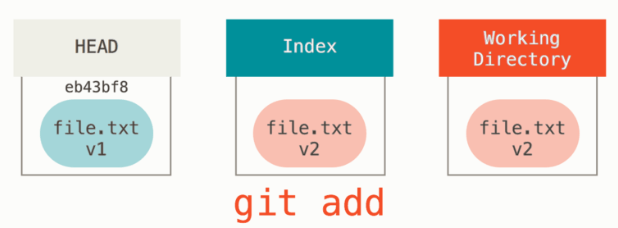 HEAD
Index
Working
Directory
eb43bf8
file.txt
v1
file.txt
v2
file.txt
v2
git add